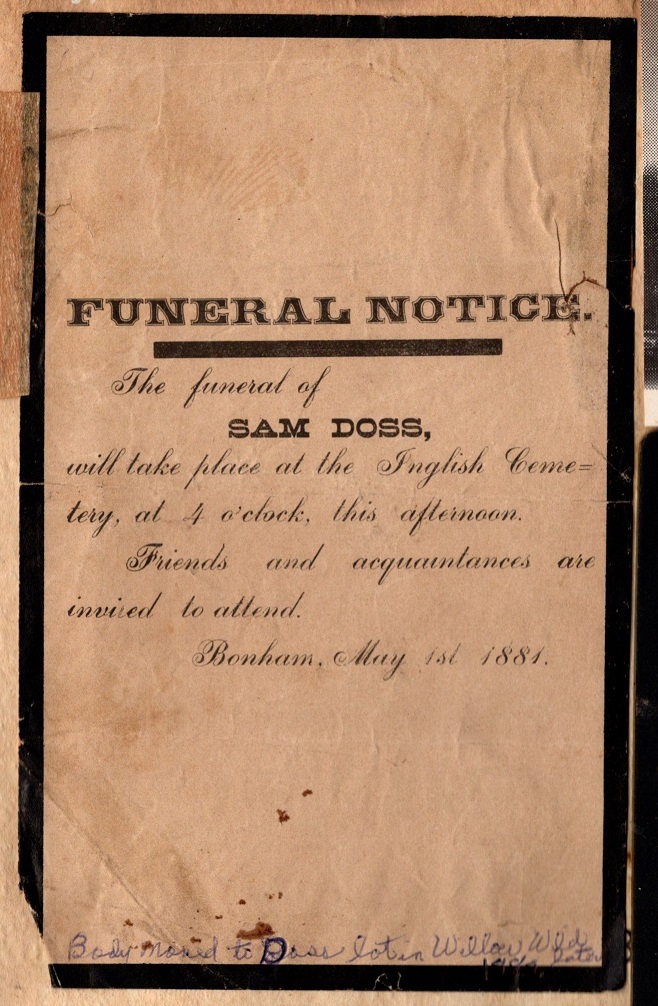 FUNERAL NOTICE.
The funeral of
SAM DOSS,
will take place at the Inglish Ceme=
tery, at 4 o'clock, this afternoon.
Friends and acquaintances are
invited to attend.
Bonham, May 1st 1881.
Body moved to Doss lot in Willow Wild
later